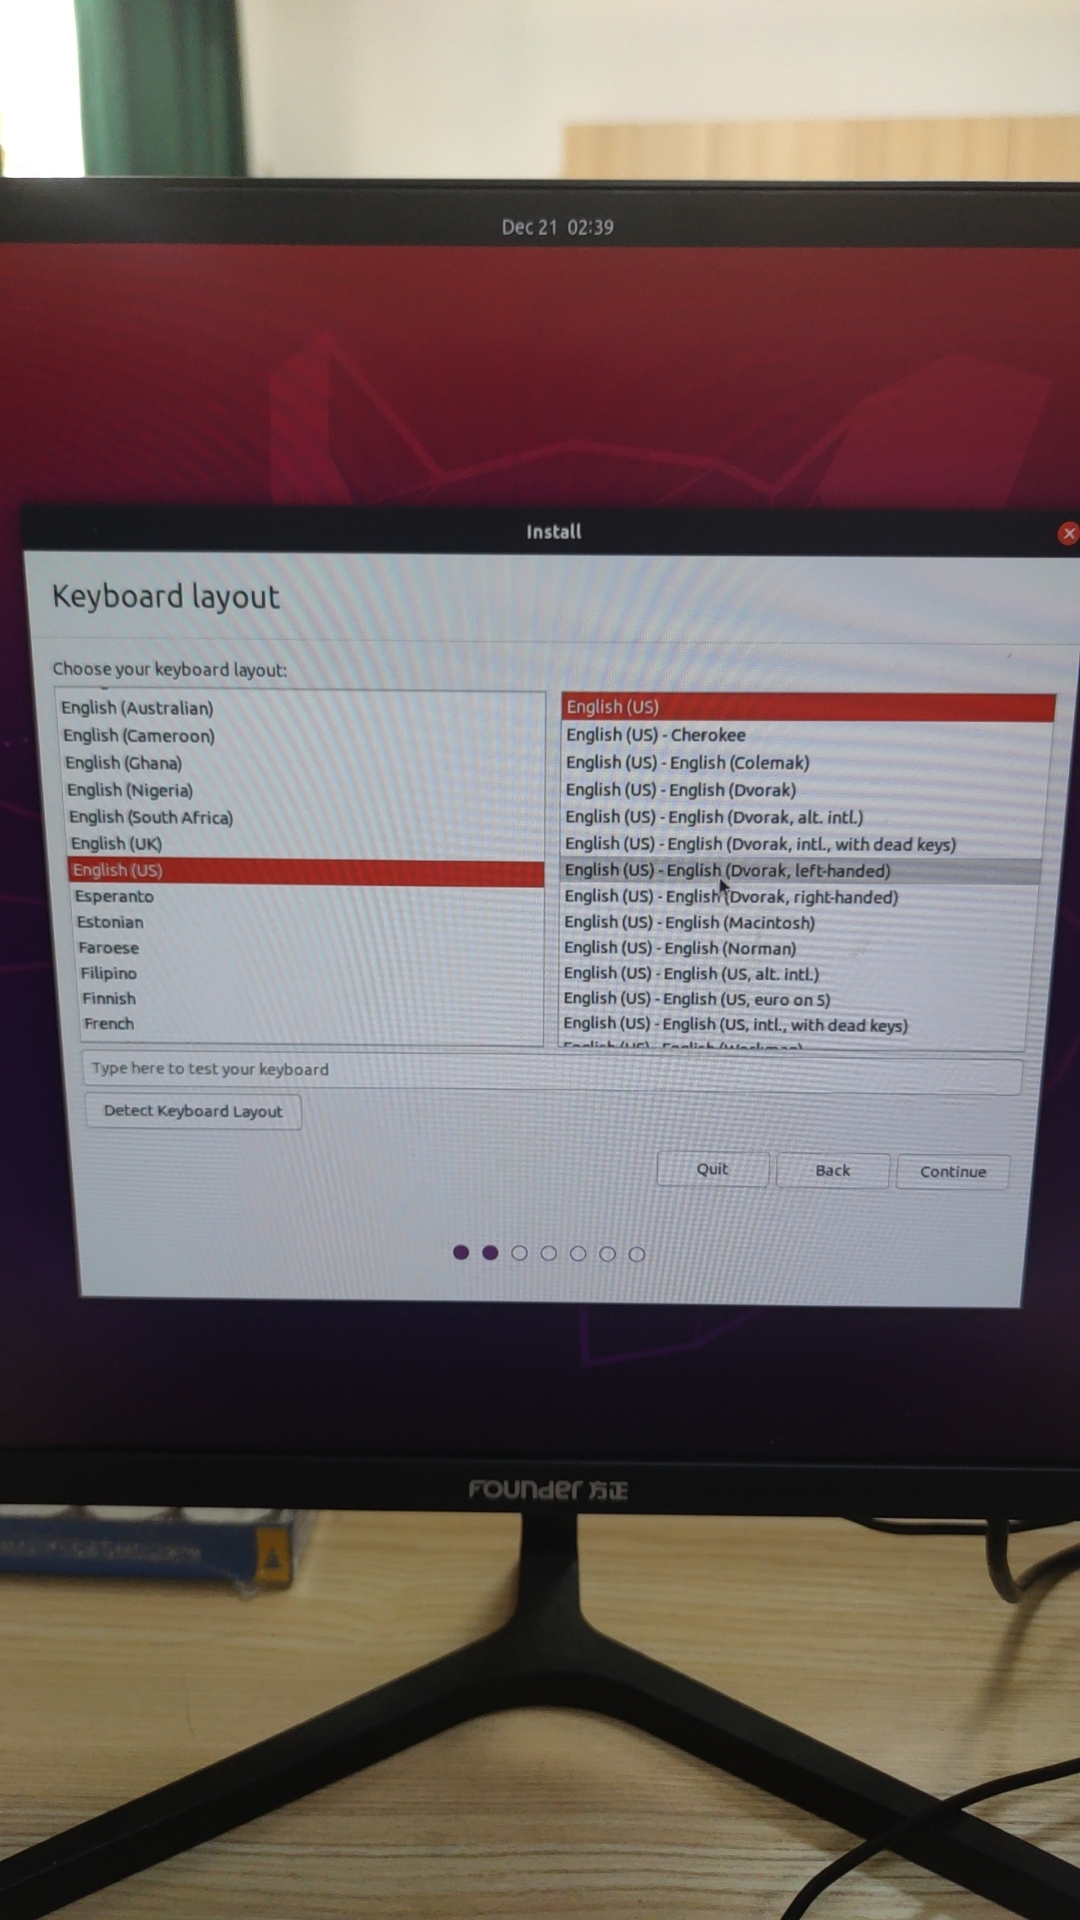 Dec 21 02:39
Install
Keyboard layout
Choose your keyboard layout:
English (Australian)
English (Cameroon)
English (Ghana)
English (Nigeria)
English (South Africa)
English (UK)
English (US)
Esperanto
Estonian
Faroese
Filipino
Finnish
French
English (US)
English (US) - Cherokee
English (US) - English (Colemak)
English (US) - English (Dvorak)
English (US) - English (Dvorak, alt. intl.)
English (US) - English (Dvorak, intl., with dead keys)
English (US) - English (Dvorak, left-handed)
English (US) - English (Dvorak, right-handed)
English (US) - English (Macintosh)
English (US) - English (Norman)
English (US) - English (US, alt. intl.)
English (US) - English (US, euro on 5)
English (US) - English (US, intl., with dead keys)
English (US) - English (Workman)
Type here to test your keyboard
Detect Keyboard Layout
Quit
Back
Continue
Founder 方正